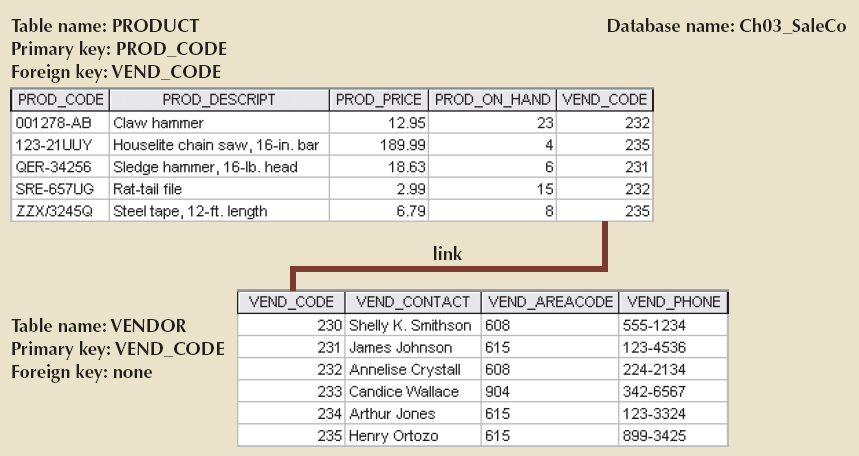 Table name: PRODUCT
Database name: Ch03_SaleCo
Primary key: PROD_CODE
Foreign key: VEND_CODE
PROD_CODE PROD_DESCRIPT PROD_PRICE PROD_ON_HAND VEND_CODE
001278-AB Claw hammer 12.95 23 232
123-21UUY Houselite chain saw, 16-in. bar 189.99 4 235
QER-34256 Sledge hammer, 16-lb. head 18.63 6 231
SRE-657UG Rat-tail file 2.99 15 232
ZZX/3245Q Steel tape, 12-ft. length 6.79 8 235
link
Table name: VENDOR
Primary key: VEND_CODE
Foreign key: none
VEND_CODE VEND_CONTACT VEND_AREACODE VEND_PHONE
230 Shelly K. Smithson 608 555-1234
231 James Johnson 615 123-4536
232 Annelise Crystall 608 224-2134
233 Candice Wallace 904 342-6567
234 Arthur Jones 615 123-3324
235 Henry Ortozo 615 899-3425